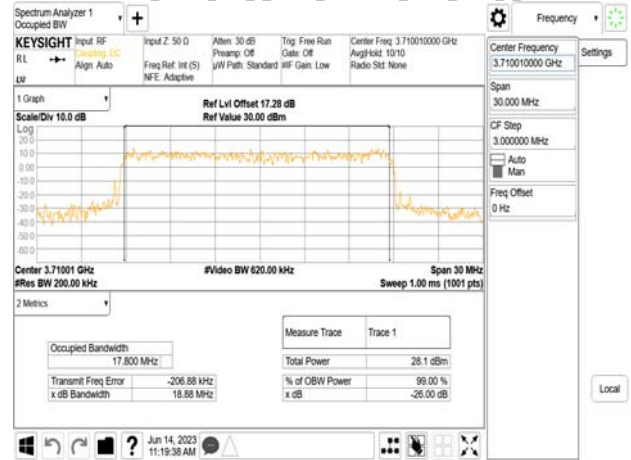 Spectrum Analyzer 1
Occupied BW
+
Frequency
KEYSIGHT
Input: RF
Coupling: DC
Align: Auto
Input Z: 50 Ω
Freq Ref: Int (S)
NFE: Adaptive
Atten: 30 dB
Preamp: Off
µW Path: Standard
Trig: Free Run
Gate: Off
#IF Gain: Low
Center Freq: 3.710010000 GHz
Avg|Hold: 10/10
Radio Std: None
RL
LV
Center Frequency
3.710010000 GHz
Settings
Span
30.000 MHz
CF Step
3.000000 MHz
Auto
Man
Freq Offset
0 Hz
Local
1 Graph
Scale/Div 10.0 dB
Ref Lvl Offset 17.28 dB
Ref Value 30.00 dBm
Log
20.0
10.0
0.00
-10.0
-20.0
-30.0
-40.0
-50.0
-60.0
Center 3.71001 GHz
#Res BW 200.00 kHz
#Video BW 620.00 kHz
Span 30 MHz
Sweep 1.00 ms (1001 pts)
2 Metrics
Measure Trace Trace 1
Occupied Bandwidth
17.800 MHz
Total Power 28.1 dBm
Transmit Freq Error -206.88 kHz
% of OBW Power 99.00 %
x dB Bandwidth 18.88 MHz
x dB -26.00 dB
?
Jun 14, 2023
11:19:38 AM